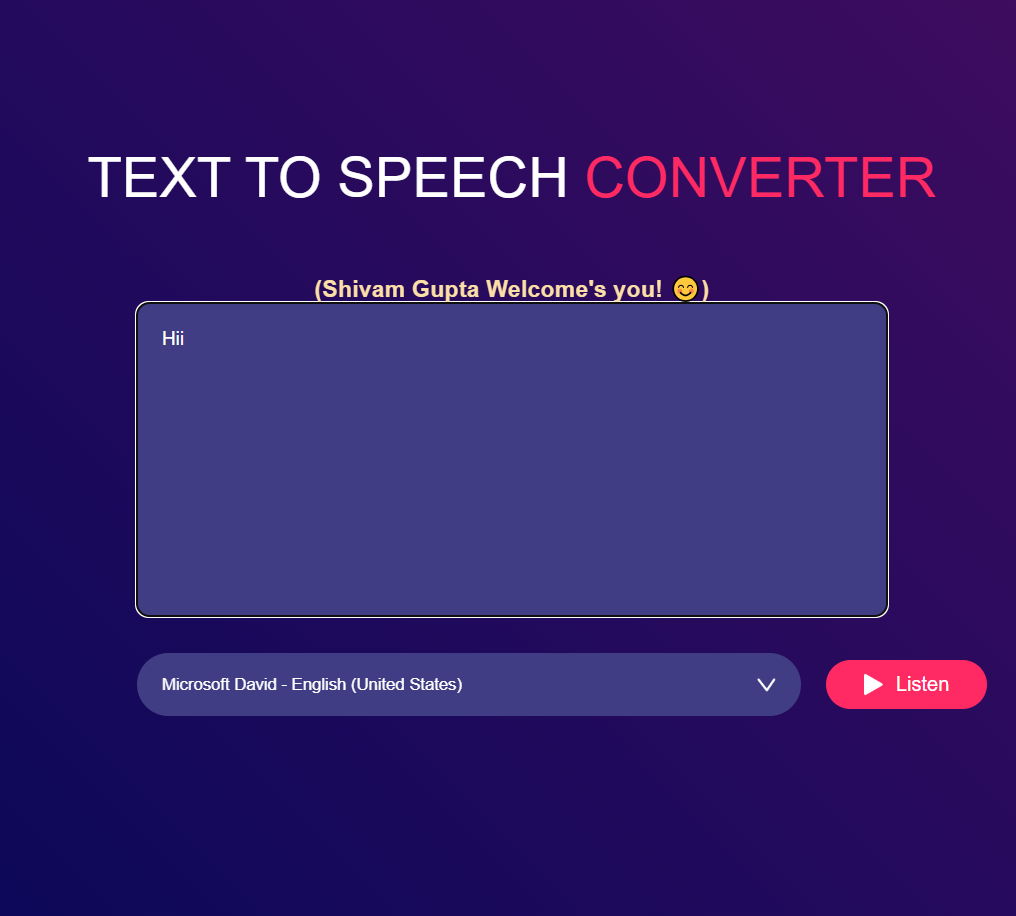 TEXT TO SPEECH CONVERTER
(Shivam Gupta Welcome's you! 😊)
Hii
Microsoft David - English (United States)
Listen